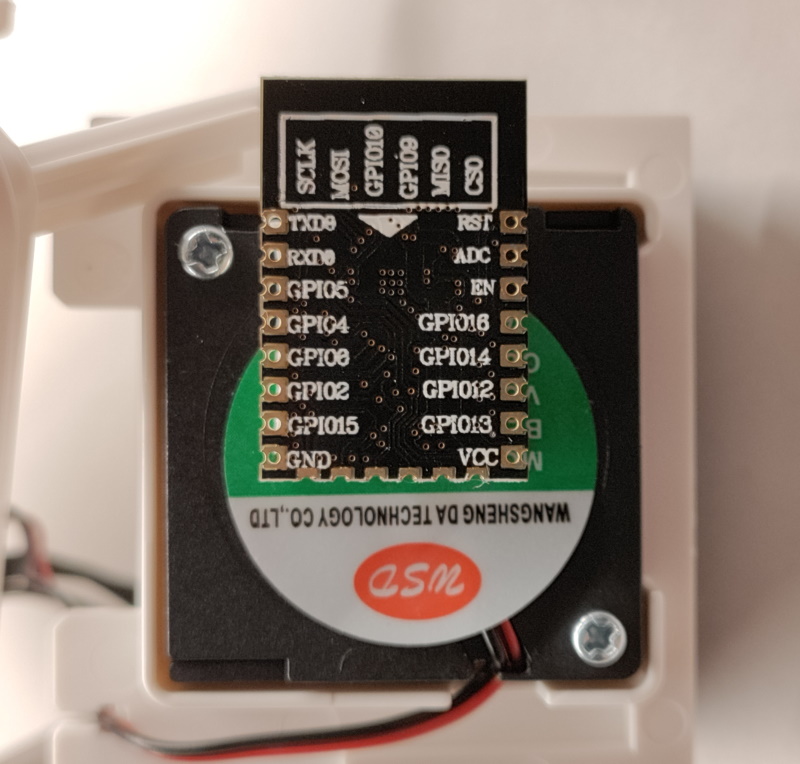 SCLK
MOSI
GPIO10
GPIO9
MISO
CSO
TXD0
RST
RXD0
ADC
GPIO5
EN
GPIO4
GPIO16
GPIO0
GPIO14
GPIO2
GPIO12
GPIO15
GPIO13
GND
VCC
WANGSHENG DA TECHNOLOGY CO.,LTD
WSD